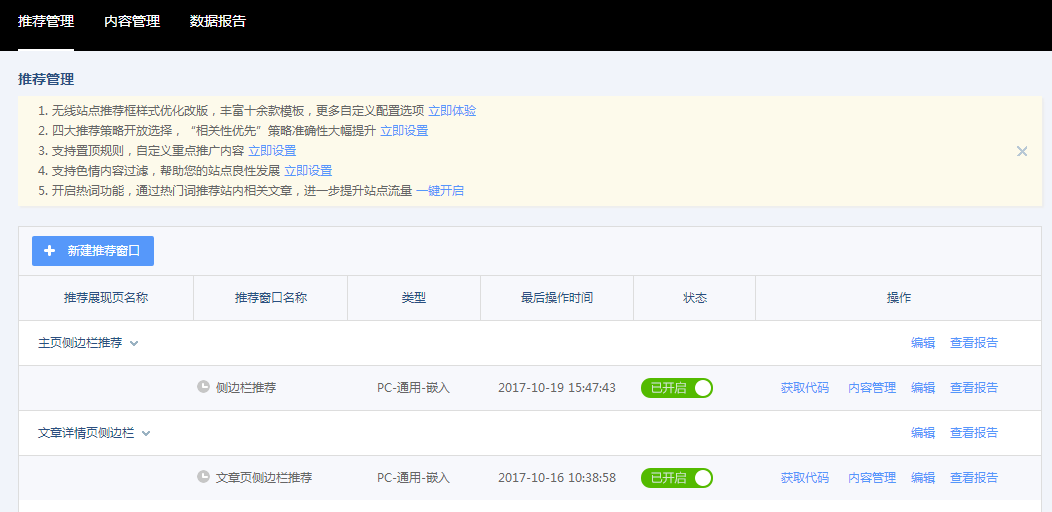 推荐管理 内容管理 数据报告
推荐管理
1. 无线站点推荐框样式优化改版，丰富十余款模板，更多自定义配置选项 立即体验
2. 四大推荐策略开放选择，“相关性优先”策略准确性大幅提升 立即设置
3. 支持置顶规则，自定义重点推广内容 立即设置
4. 支持色情内容过滤，帮助您的站点良性发展 立即设置
5. 开启热词功能，通过热门词推荐站内相关文章，进一步提升站点流量 一键开启
新建推荐窗口
推荐展现页名称 推荐窗口名称 类型 最后操作时间 状态 操作
主页侧边栏推荐 编辑 查看报告
侧边栏推荐 PC-通用-嵌入 2017-10-19 15:47:43 已开启 获取代码 内容管理 编辑 查看报告
文章详情页侧边栏 编辑 查看报告
文章页侧边栏推荐 PC-通用-嵌入 2017-10-16 10:38:58 已开启 获取代码 内容管理 编辑 查看报告